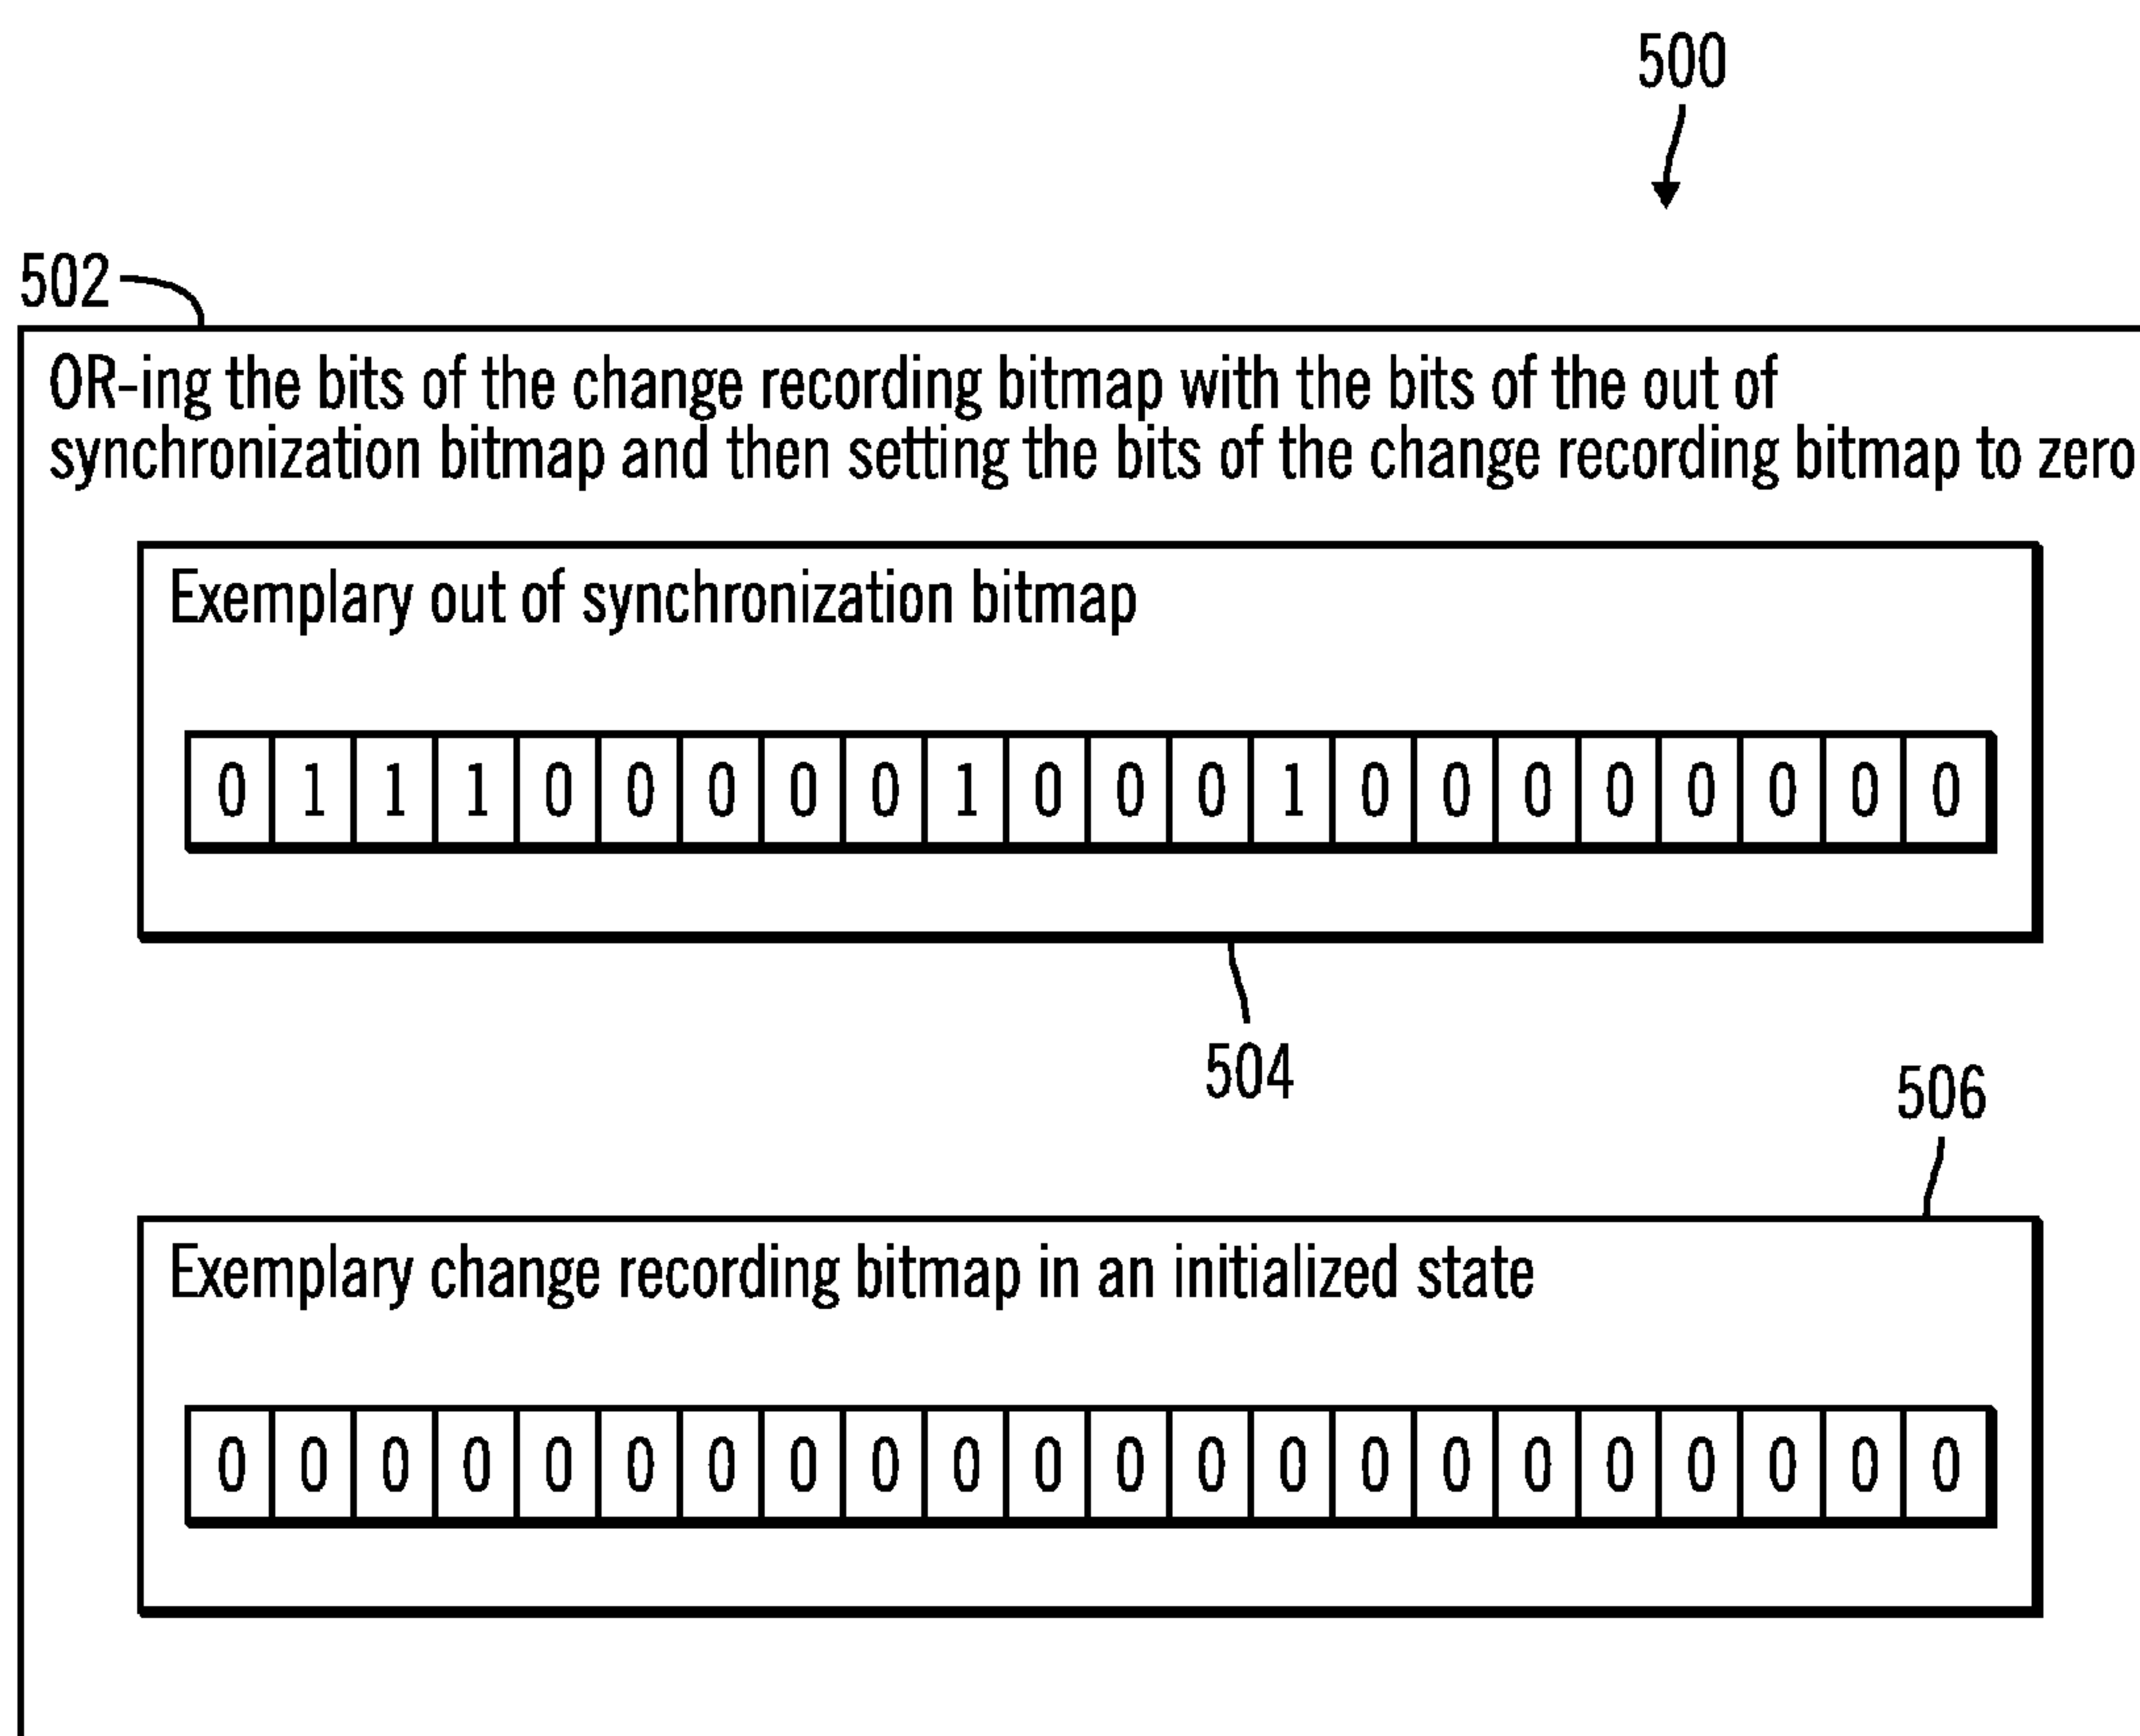 500
502
OR-ing the bits of the change recording bitmap with the bits of the out of
synchronization bitmap and then setting the bits of the change recording bitmap to zero
Exemplary out of synchronization bitmap
0 1 1 1 0 0 0 0 0 1 0 0 0 1 0 0 0 0 0 0 0 0
504
506
Exemplary change recording bitmap in an initialized state
0 0 0 0 0 0 0 0 0 0 0 0 0 0 0 0 0 0 0 0 0 0